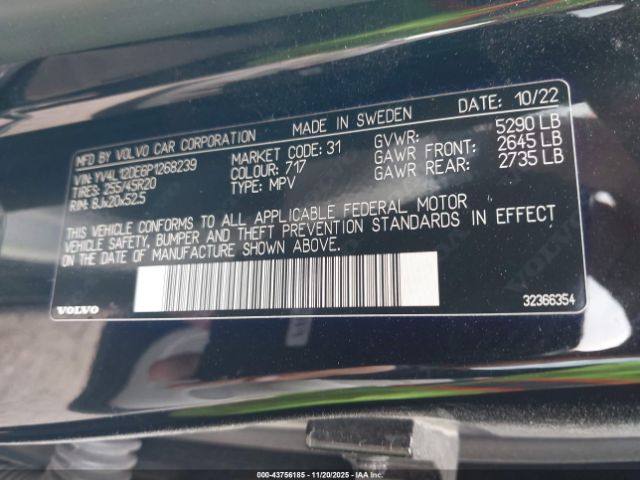 MFD BY VOLVO CAR CORPORATION MADE IN SWEDEN DATE: 10/22
VIN: YV4L12DE6P1268239 MARKET CODE: 31 GVWR: 5290 LB
TIRES: 255/45R20 COLOUR: 717 GAWR FRONT: 2645 LB
RIM: 8Jx20x52.5 TYPE: MPV GAWR REAR: 2735 LB
THIS VEHICLE CONFORMS TO ALL APPLICABLE FEDERAL MOTOR
VEHICLE SAFETY, BUMPER AND THEFT PREVENTION STANDARDS IN EFFECT
ON THE DATE OF MANUFACTURE SHOWN ABOVE.
VOLVO 32366354
000-43756185 - 11/20/2025 - IAAI.COM